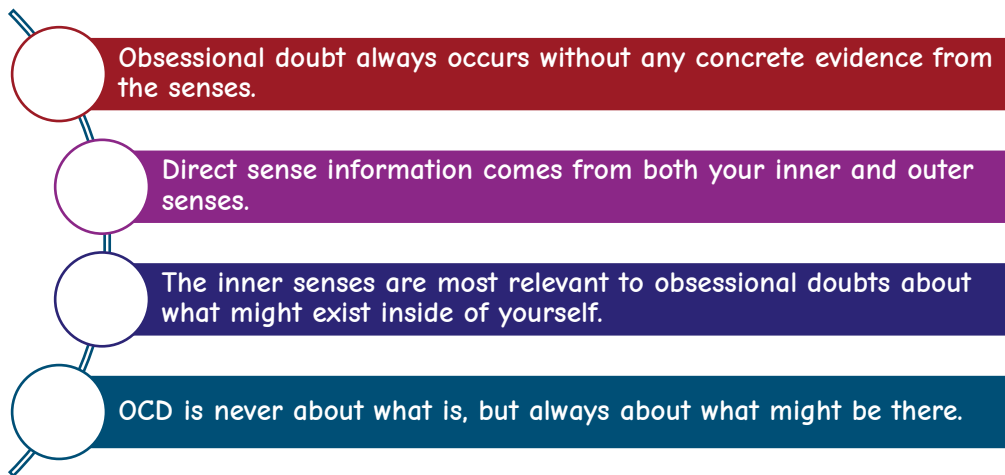 Obsessional doubt always occurs without any concrete evidence from
the senses.
Direct sense information comes from both your inner and outer
senses.
The inner senses are most relevant to obsessional doubts about
what might exist inside of yourself.
OCD is never about what is, but always about what might be there.